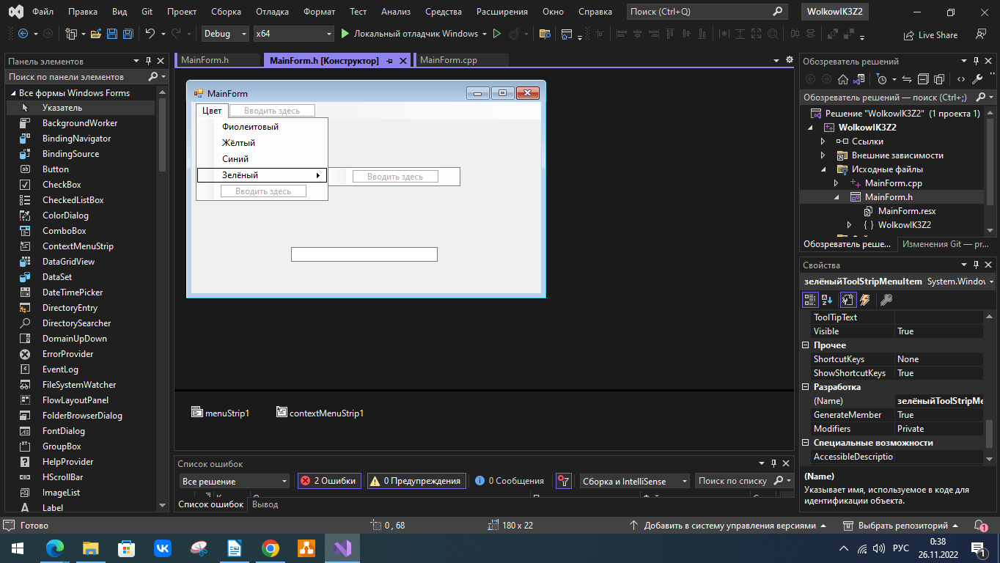 Файл Правка Вид Git Проект Сборка Отладка Формат Тест Анализ Средства Расширения Окно Справка Поиск (Ctrl+Q) WolkowIK3Z2
Debug x64 Локальный отладчик Windows Live Share
Панель элементов
Поиск по панели элементов
Все формы Windows Forms
Указатель
BackgroundWorker
BindingNavigator
BindingSource
Button
CheckBox
CheckedListBox
ColorDialog
ComboBox
ContextMenuStrip
DataGridView
DataSet
DateTimePicker
DirectoryEntry
DirectorySearcher
DomainUpDown
ErrorProvider
EventLog
FileSystemWatcher
FlowLayoutPanel
FolderBrowserDialog
FontDialog
GroupBox
HelpProvider
HScrollBar
ImageList
Label
MainForm.h MainForm.h [Конструктор] MainForm.cpp
MainForm
Цвет Вводить здесь
Фиолеитовый
Жёлтый
Синий
Зелёный Вводить здесь
Вводить здесь
menuStrip1 contextMenuStrip1
Список ошибок
Все решение 2 Ошибки 0 Предупреждения 0 Сообщения Сборка и IntelliSense Поиск по списку
Список ошибок Вывод
Обозреватель решений
Обозреватель решений — поиск (Ctrl+;)
Решение "WolkowIK3Z2" (1 проекта 1)
WolkowIK3Z2
Ссылки
Внешние зависимости
Исходные файлы
MainForm.cpp
MainForm.h
MainForm.resx
{ } WolkowIK3Z2
Обозреватель реше... Изменения Git — pr...
Свойства
зелёныйToolStripMenuItem System.Window
ToolTipText
Visible True
Прочее
ShortcutKeys None
ShowShortcutKeys True
Разработка
(Name) зелёныйToolStripMe
GenerateMember True
Modifiers Private
Специальные возможности
AccessibleDescriptio
(Name)
Указывает имя, используемое в коде для
идентификации объекта.
Готово 0 , 68 180 x 22 Добавить в систему управления версиями Выбрать репозиторий 1
РУС 0:38
26.11.2022 1